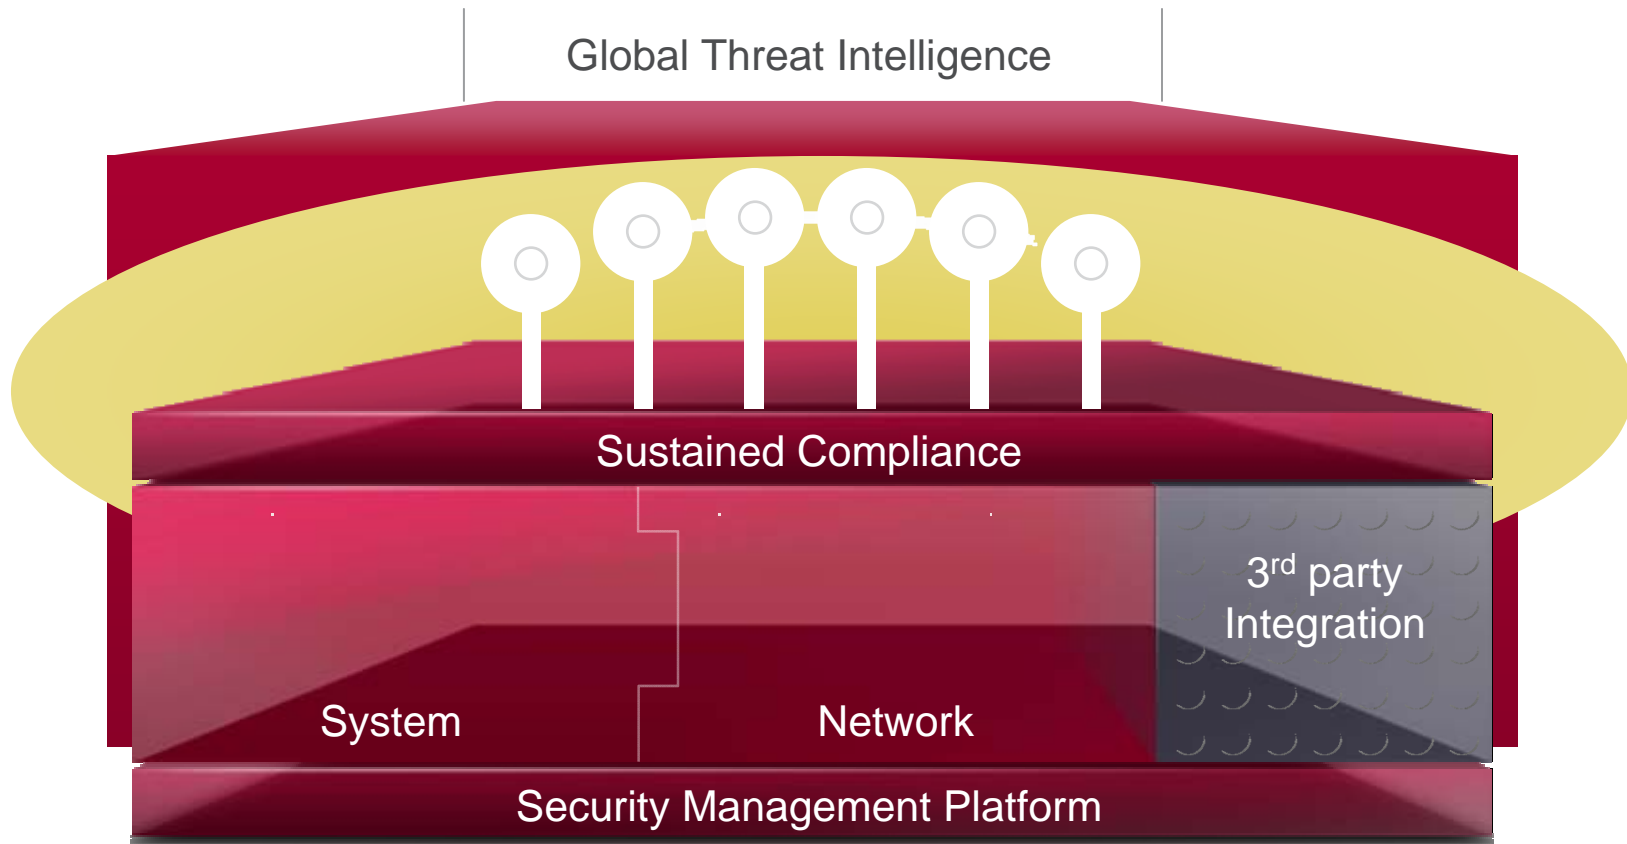 Global Threat Intelligence
Sustained Compliance
3rd party
Integration
System
Network
Security Management Platform